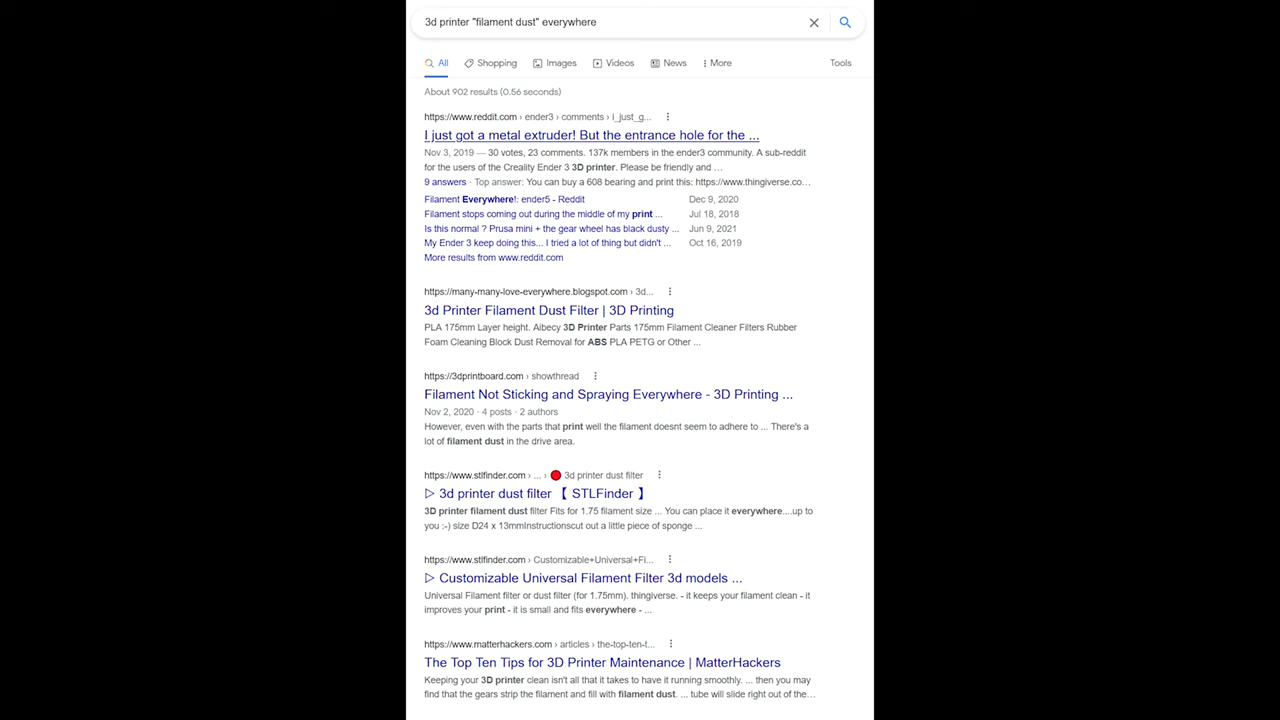 3d printer "filament dust" everywhere
All Shopping Images Videos News More Tools
About 902 results (0.56 seconds)
https://www.reddit.com › ender3 › comments › i_just_g...
I just got a metal extruder! But the entrance hole for the ...
Nov 3, 2019 — 30 votes, 23 comments. 137k members in the ender3 community. A sub-reddit
for the users of the Creality Ender 3 3D printer. Please be friendly and ...
9 answers · Top answer: You can buy a 608 bearing and print this: https://www.thingiverse.co...
Filament Everywhere!: ender5 - Reddit Dec 9, 2020
Filament stops coming out during the middle of my print ... Jul 18, 2018
Is this normal ? Prusa mini + the gear wheel has black dusty ... Jun 9, 2021
My Ender 3 keep doing this... I tried a lot of thing but didn't ... Oct 16, 2019
More results from www.reddit.com
https://many-many-love-everywhere.blogspot.com › 3d...
3d Printer Filament Dust Filter | 3D Printing
PLA 175mm Layer height. Aibecy 3D Printer Parts 175mm Filament Cleaner Filters Rubber
Foam Cleaning Block Dust Removal for ABS PLA PETG or Other ...
https://3dprintboard.com › showthread
Filament Not Sticking and Spraying Everywhere - 3D Printing ...
Nov 2, 2020 · 4 posts · 2 authors
However, even with the parts that print well the filament doesnt seem to adhere to ... There's a
lot of filament dust in the drive area.
https://www.stlfinder.com › ... › 🔴 3d printer dust filter
▷ 3d printer dust filter 【 STLFinder 】
3D printer filament dust filter Fits for 1.75 filament size ... You can place it everywhere....up to
you :-) size D24 x 13mmInstructionscut out a little piece of sponge ...
https://www.stlfinder.com › Customizable+Universal+Fi...
▷ Customizable Universal Filament Filter 3d models ...
Universal Filament filter or dust filter (for 1.75mm). thingiverse. - it keeps your filament clean - it
improves your print - it is small and fits everywhere - ...
https://www.matterhackers.com › articles › the-top-ten-t...
The Top Ten Tips for 3D Printer Maintenance | MatterHackers
Keeping your 3D printer clean isn't all that it takes to have it running smoothly. ... then you may
find that the gears strip the filament and fill with filament dust. ... tube will slide right out of the...